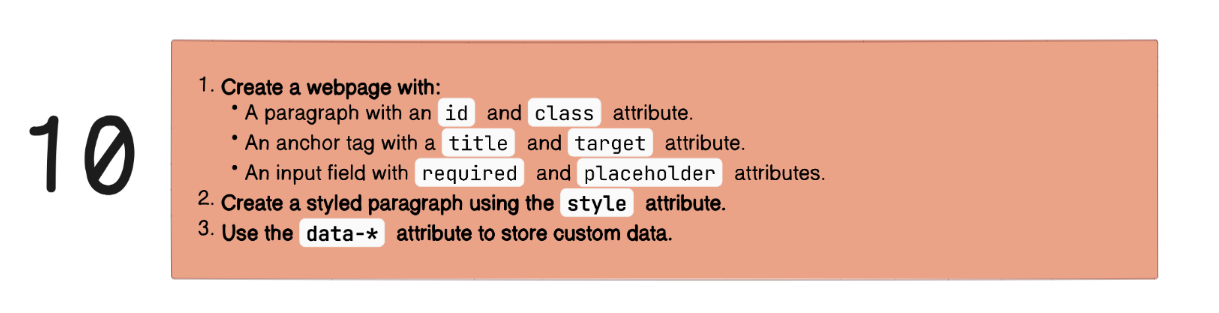 10
1. Create a webpage with:
• A paragraph with an id and class attribute.
• An anchor tag with a title and target attribute.
• An input field with required and placeholder attributes.
2. Create a styled paragraph using the style attribute.
3. Use the data-* attribute to store custom data.